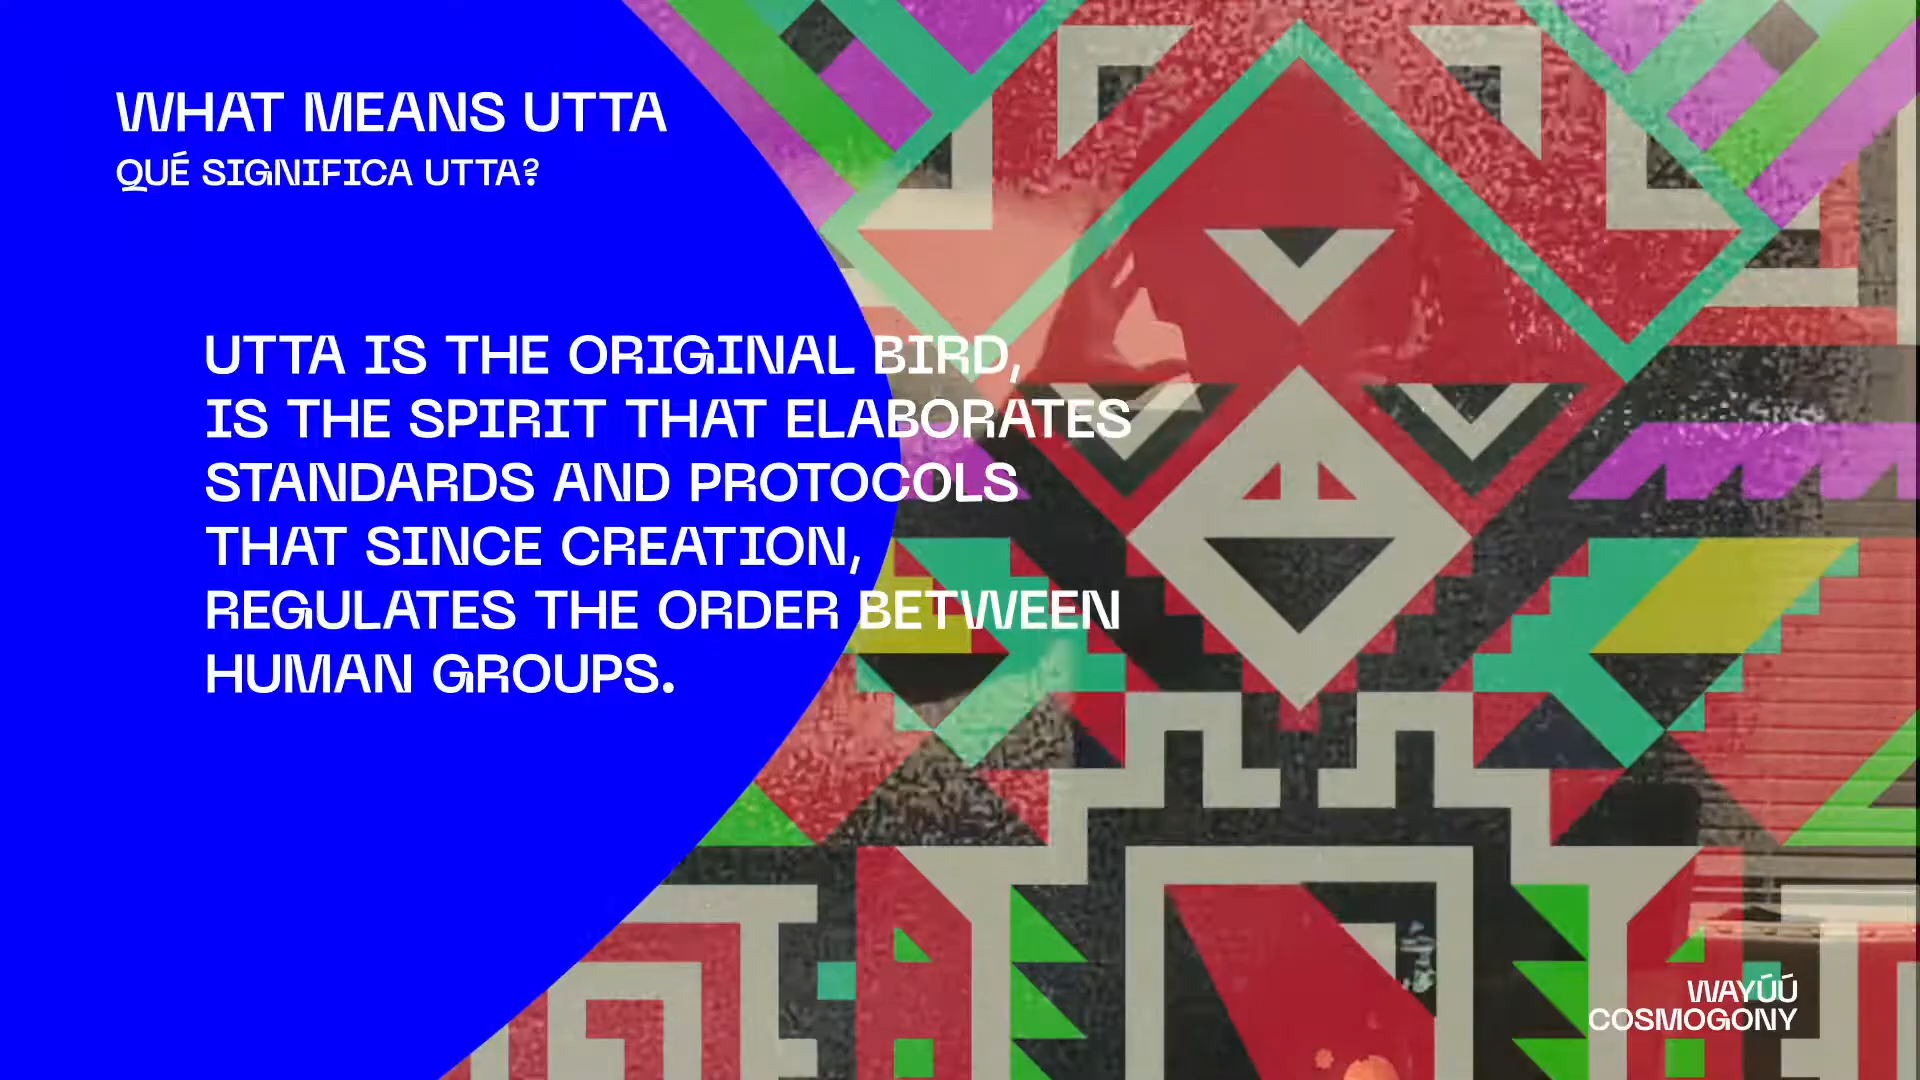 WHAT MEANS UTTA
QUÉ SIGNIFICA UTTA?
UTTA IS THE ORIGINAL BIRD,
IS THE SPIRIT THAT ELABORATES
STANDARDS AND PROTOCOLS
THAT SINCE CREATION,
REGULATES THE ORDER BETWEEN
HUMAN GROUPS.
WAYÚÚ
COSMOGONY